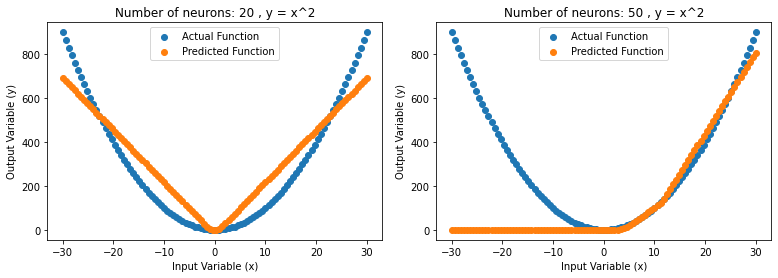 Number of neurons: 20 , y = x^2
Actual Function
Predicted Function
Output Variable (y)
800
600
400
200
0
−30 −20 −10 0 10 20 30
Input Variable (x)
Number of neurons: 50 , y = x^2
Actual Function
Predicted Function
Output Variable (y)
800
600
400
200
0
−30 −20 −10 0 10 20 30
Input Variable (x)